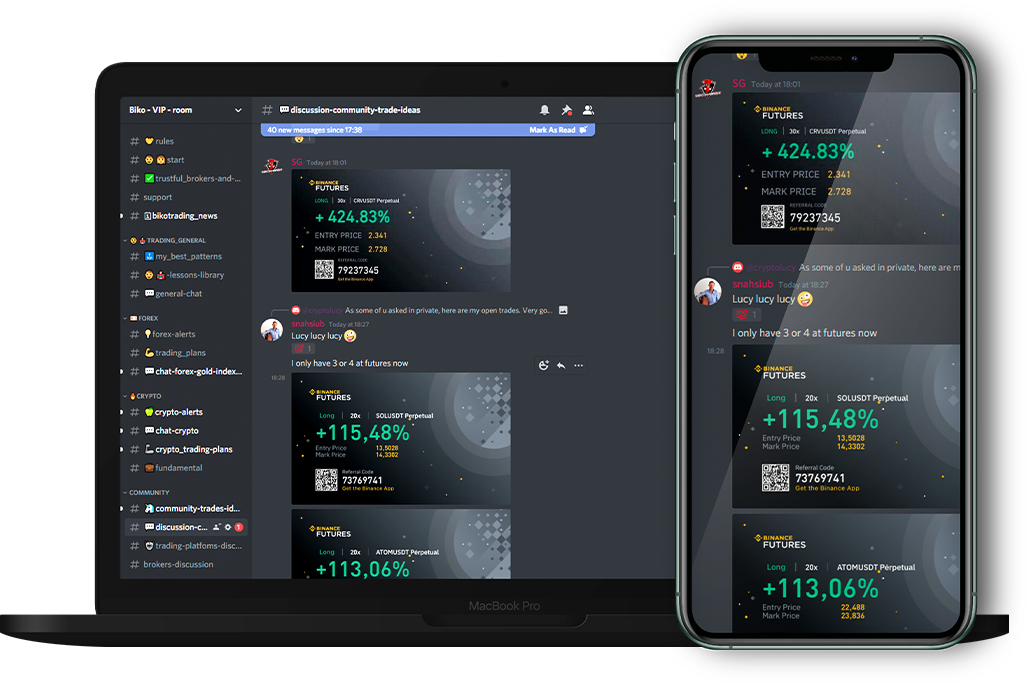 Biko - VIP - room
rules
start
trustful_brokers-and-...
support
bikotrading_news
TRADING_GENERAL
my_best_patterns
-lessons-library
general-chat
FOREX
forex-alerts
trading_plans
chat-forex-gold-index...
CRYPTO
crypto-alerts
chat-crypto
crypto_trading-plans
fundamental
COMMUNITY
community-trades-id...
discussion-c... 1
trading-platfoms-disc...
brokers-discussion
# discussion-community-trade-ideas
40 new messages since 17:38 Mark As Read
1
SG Today at 18:01
BINANCE
FUTURES
LONG | 30x | CRVUSDT Perpetual
+ 424.83%
ENTRY PRICE 2.341
MARK PRICE 2.728
REFERRAL CODE
79237345
Get the Binance App
@cryptolucy As some of u asked in private, here are my open trades. Very go...
snahsiub Today at 18:27
Lucy lucy lucy
1
I only have 3 or 4 at futures now
18:28
BINANCE
FUTURES
Long | 20x | SOLUSDT Perpetual
+115,48%
Entry Price 13,5028
Mark Price 14,3302
Referral Code
73769741
Get the Binance App
BINANCE
FUTURES
Long | 20x | ATOMUSDT Perpetual
+113,06%
MacBook Pro
SG Today at 18:01
BINANCE
FUTURES
LONG | 30x | CRVUSDT Perpetual
+ 424.83%
ENTRY PRICE 2.341
MARK PRICE 2.728
REFERRAL CODE
79237345
Get the Binance App
@cryptolucy As some of u asked in private, here are m
snahsiub Today at 18:27
Lucy lucy lucy
1
I only have 3 or 4 at futures now
18:28
BINANCE
FUTURES
Long | 20x | SOLUSDT Perpetual
+115,48%
Entry Price 13,5028
Mark Price 14,3302
Referral Code
73769741
Get the Binance App
BINANCE
FUTURES
Long | 20x | ATOMUSDT Perpetual
+113,06%
Entry Price 22,488
Mark Price 23,836